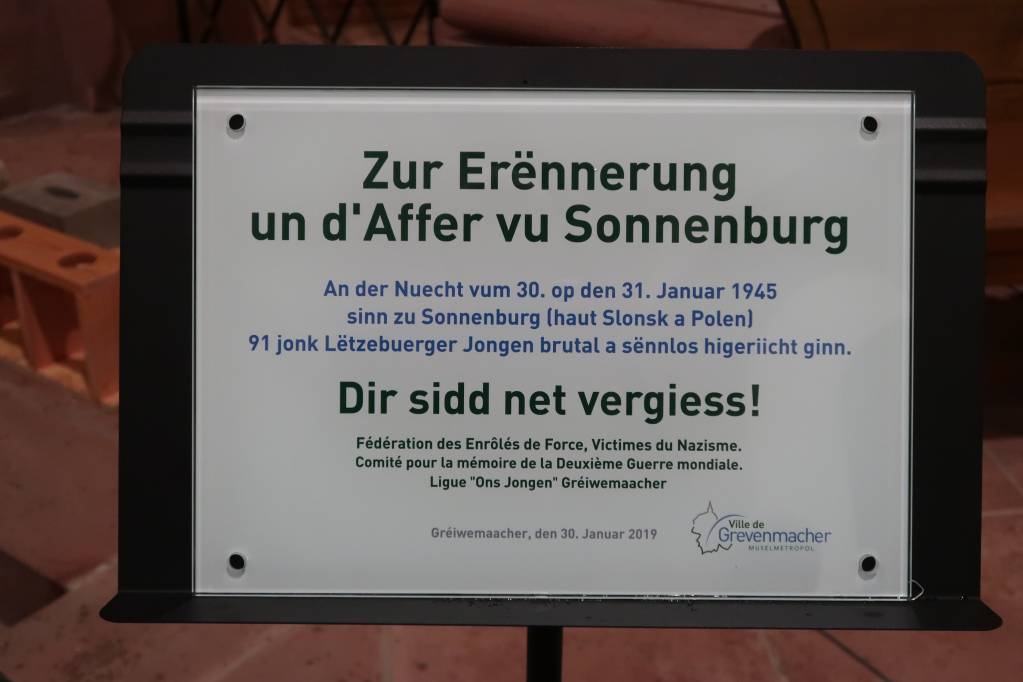 Zur Erënnerung
un d'Affer vu Sonnenburg
An der Nuecht vum 30. op den 31. Januar 1945
sinn zu Sonnenburg (haut Slonsk a Polen)
91 jonk Lëtzebuerger Jongen brutal a sënnlos higeriicht ginn.
Dir sidd net vergiess!
Fédération des Enrôlés de Force, Victimes du Nazisme.
Comité pour la mémoire de la Deuxième Guerre mondiale.
Ligue "Ons Jongen" Gréiwemaacher
Gréiwemaacher, den 30. Januar 2019
Ville de
Grevenmacher
MUSELMETROPOL